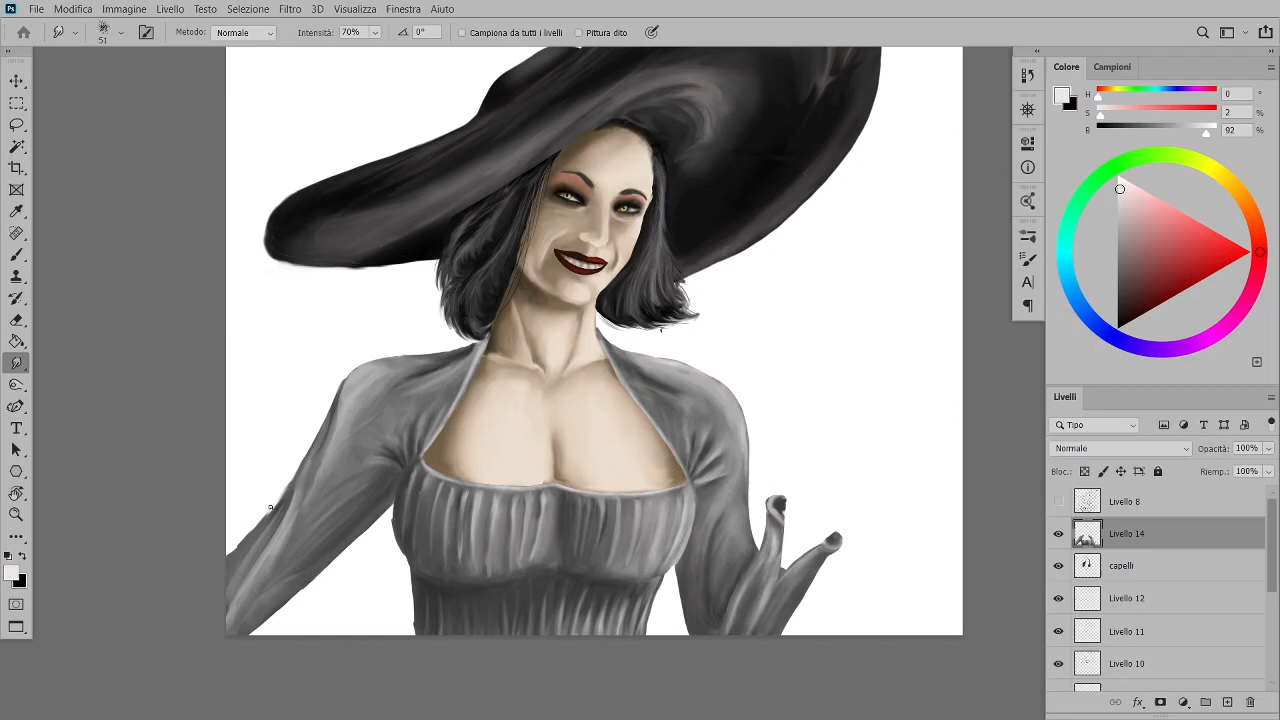 Ps File Modifica Immagine Livello Testo Selezione Filtro 3D Visualizza Finestra Aiuto
51 Metodo: Normale Intensità: 70% 0° Campiona da tutti i livelli Pittura dito
Colore Campioni
H 0 °
S 2 %
B 92 %
Livelli
Tipo
Normale Opacità: 100%
Bloc.: Riemp.: 100%
Livello 8
Livello 14
capelli
Livello 12
Livello 11
Livello 10
fx